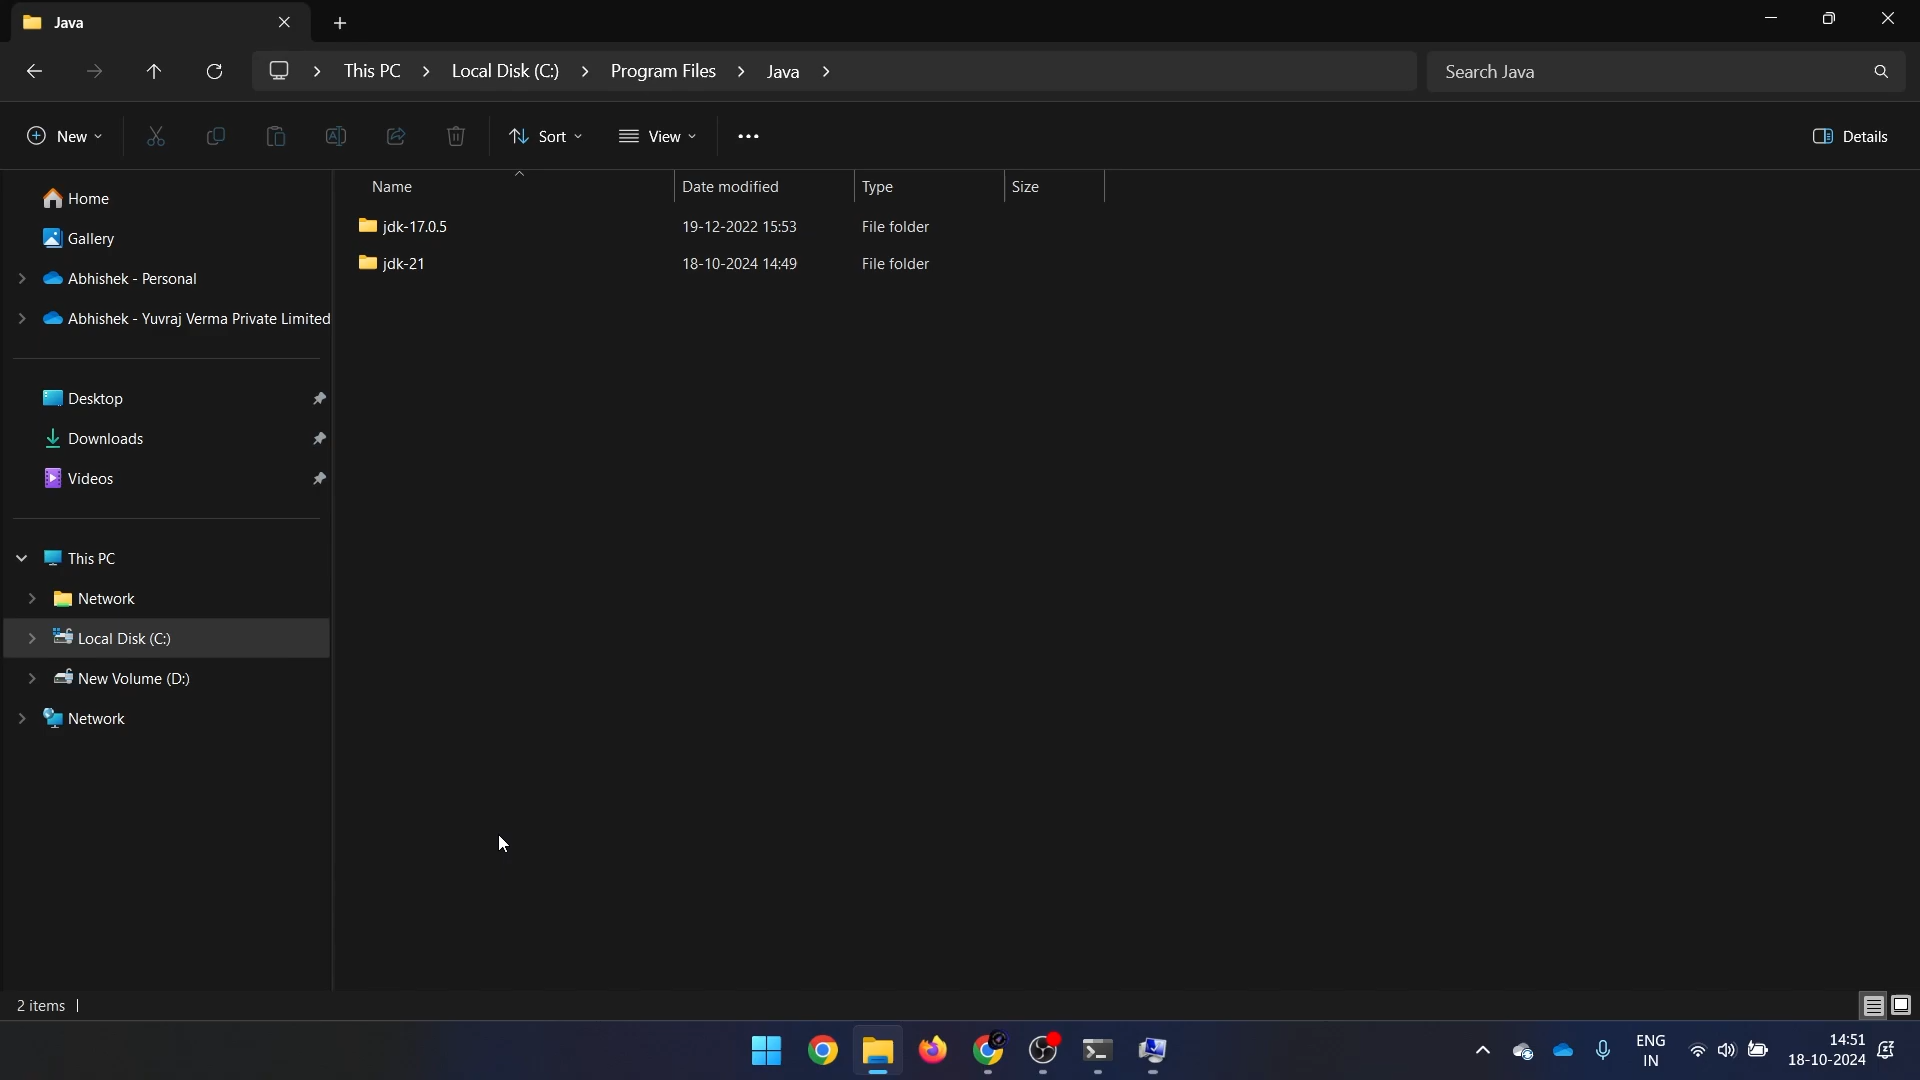 Java
This PC > Local Disk (C:) > Program Files > Java >
Search Java
New
Sort
View
Details
Name Date modified Type Size
jdk-17.0.5 19-12-2022 15:53 File folder
jdk-21 18-10-2024 14:49 File folder
Home
Gallery
Abhishek - Personal
Abhishek - Yuvraj Verma Private Limited
Desktop
Downloads
Videos
This PC
Network
Local Disk (C:)
New Volume (D:)
Network
2 items
ENG
IN
14:51
18-10-2024